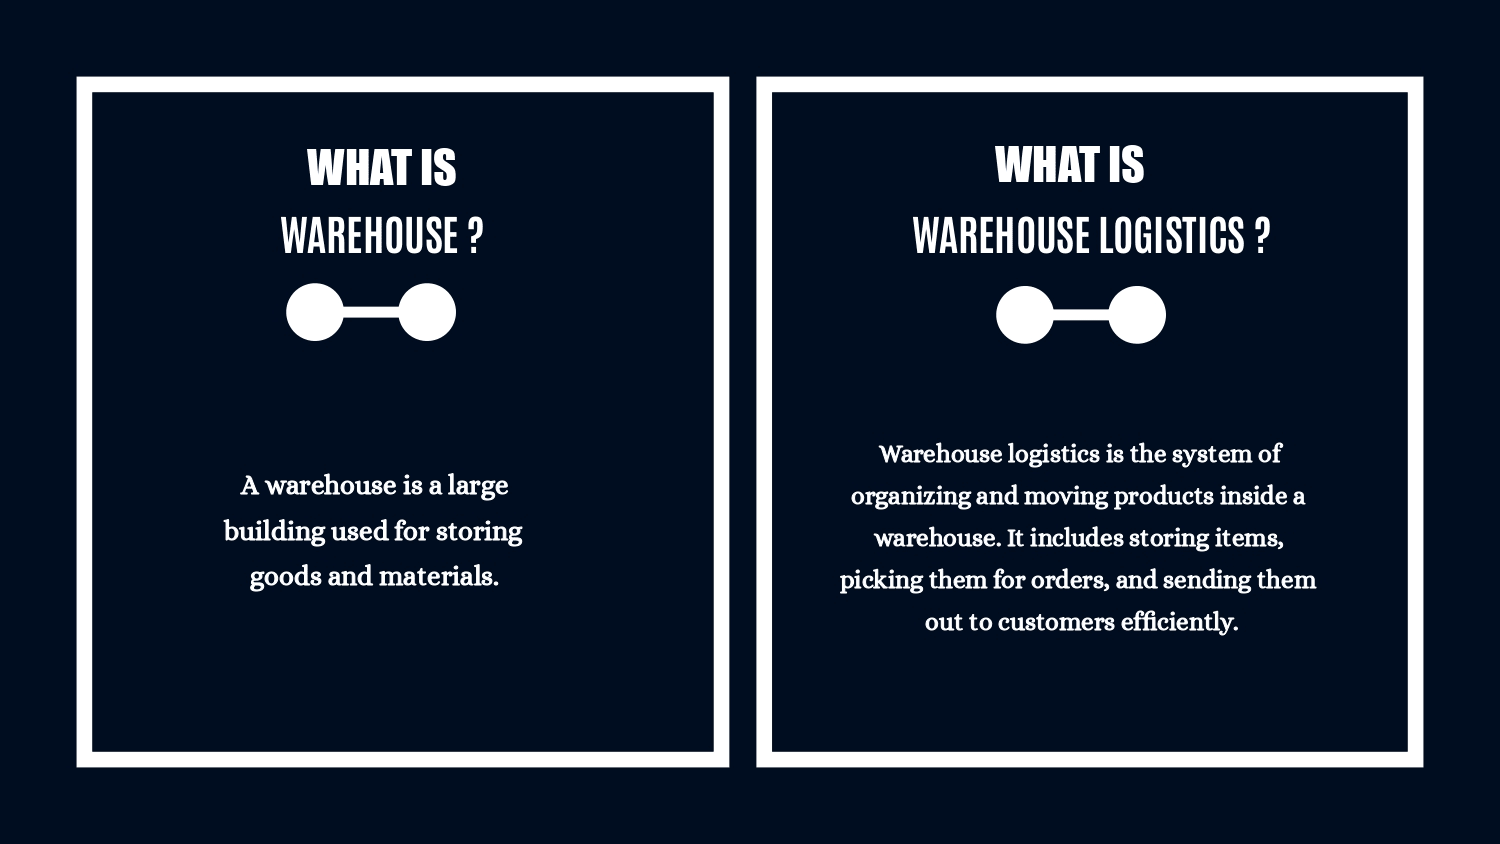 WHAT IS
WAREHOUSE ?
A warehouse is a large
building used for storing
goods and materials.
WHAT IS
WAREHOUSE LOGISTICS ?
Warehouse logistics is the system of
organizing and moving products inside a
warehouse. It includes storing items,
picking them for orders, and sending them
out to customers efficiently.